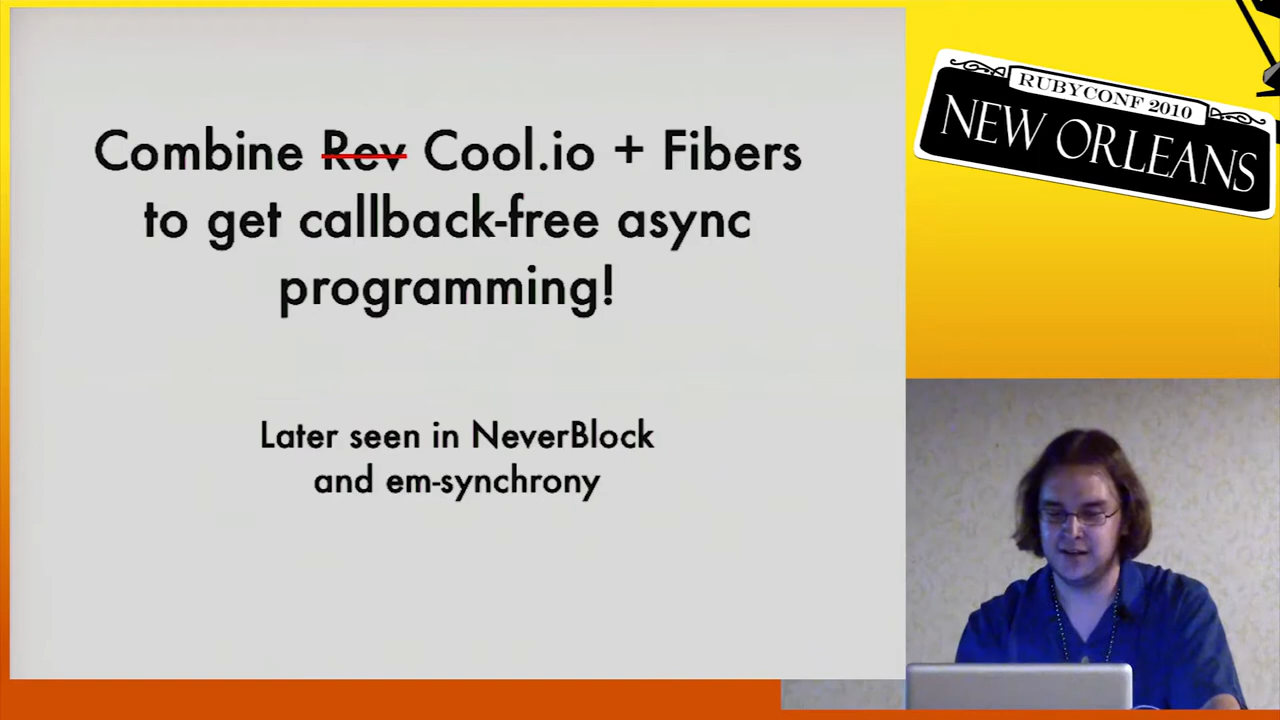 Combine Rev Cool.io + Fibers
to get callback-free async
programming!
Later seen in NeverBlock
and em-synchrony
RUBYCONF 2010
NEW ORLEANS